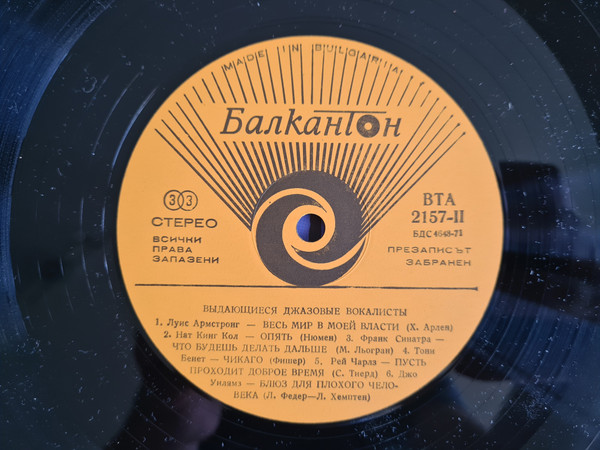 MADE IN BULGARIA
Балкантон
33
СТЕРЕО
ВСИЧКИ
ПРАВА
ЗАПАЗЕНИ
ВТА
2157-II
БДС 4648-71
ПРЕЗАПИСЪТ
ЗАБРАНЕН
ВЫДАЮЩИЕСЯ ДЖАЗОВЫЕ ВОКАЛИСТЫ
1. Луис Армстронг — ВЕСЬ МИР В МОЕЙ ВЛАСТИ (Х. Арлен)
2. Нат Кинг Кол — ОПЯТЬ (Нюмен) 3. Франк Синатра —
ЧТО БУДЕШЬ ДЕЛАТЬ ДАЛЬШЕ (М. Льогран) 4. Тони
Бенет — ЧИКАГО (Фишер) 5. Рей Чарлз — ПУСТЬ
ПРОХОДИТ ДОБРОЕ ВРЕМЯ (С. Тиерд) 6. Джо
Уилямз — БЛЮЗ ДЛЯ ПЛОХОГО ЧЕЛО-
ВЕКА (Л. Федер—Л. Хемптен)